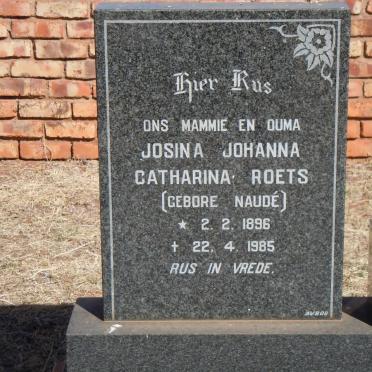 Hier Rus
ONS MAMMIE EN OUMA
JOSINA JOHANNA
CATHARINA ROETS
(GEBORE NAUDÉ)
* 2. 2. 1896
† 22. 4. 1985
RUS IN VREDE.